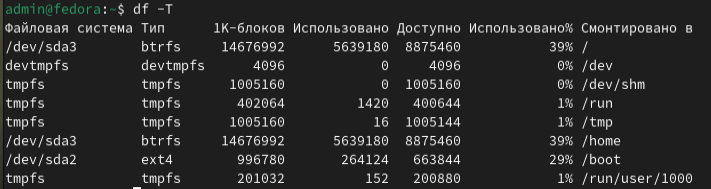 admin@fedora:~$ df -T
Файловая система Тип      1K-блоков Использовано Доступно Использовано% Смонтировано в
/dev/sda3        btrfs     14676992      5639180  8875460           39% /
devtmpfs         devtmpfs      4096            0     4096            0% /dev
tmpfs            tmpfs      1005160            0  1005160            0% /dev/shm
tmpfs            tmpfs       402064         1420   400644            1% /run
tmpfs            tmpfs      1005160           16  1005144            1% /tmp
/dev/sda3        btrfs     14676992      5639180  8875460           39% /home
/dev/sda2        ext4        996780       264124   663844           29% /boot
tmpfs            tmpfs       201032          152   200880            1% /run/user/1000